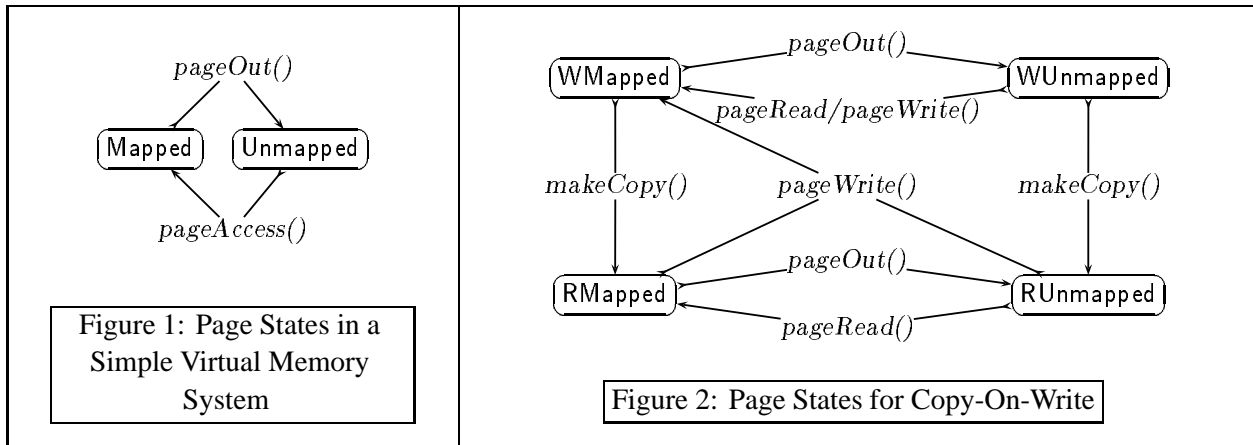 pageOut()
Mapped
Unmapped
pageAccess()
Figure 1: Page States in a
Simple Virtual Memory
System
pageOut()
WMapped
WUnmapped
pageRead/pageWrite()
makeCopy()
pageWrite()
makeCopy()
pageOut()
RMapped
RUnmapped
pageRead()
Figure 2: Page States for Copy-On-Write